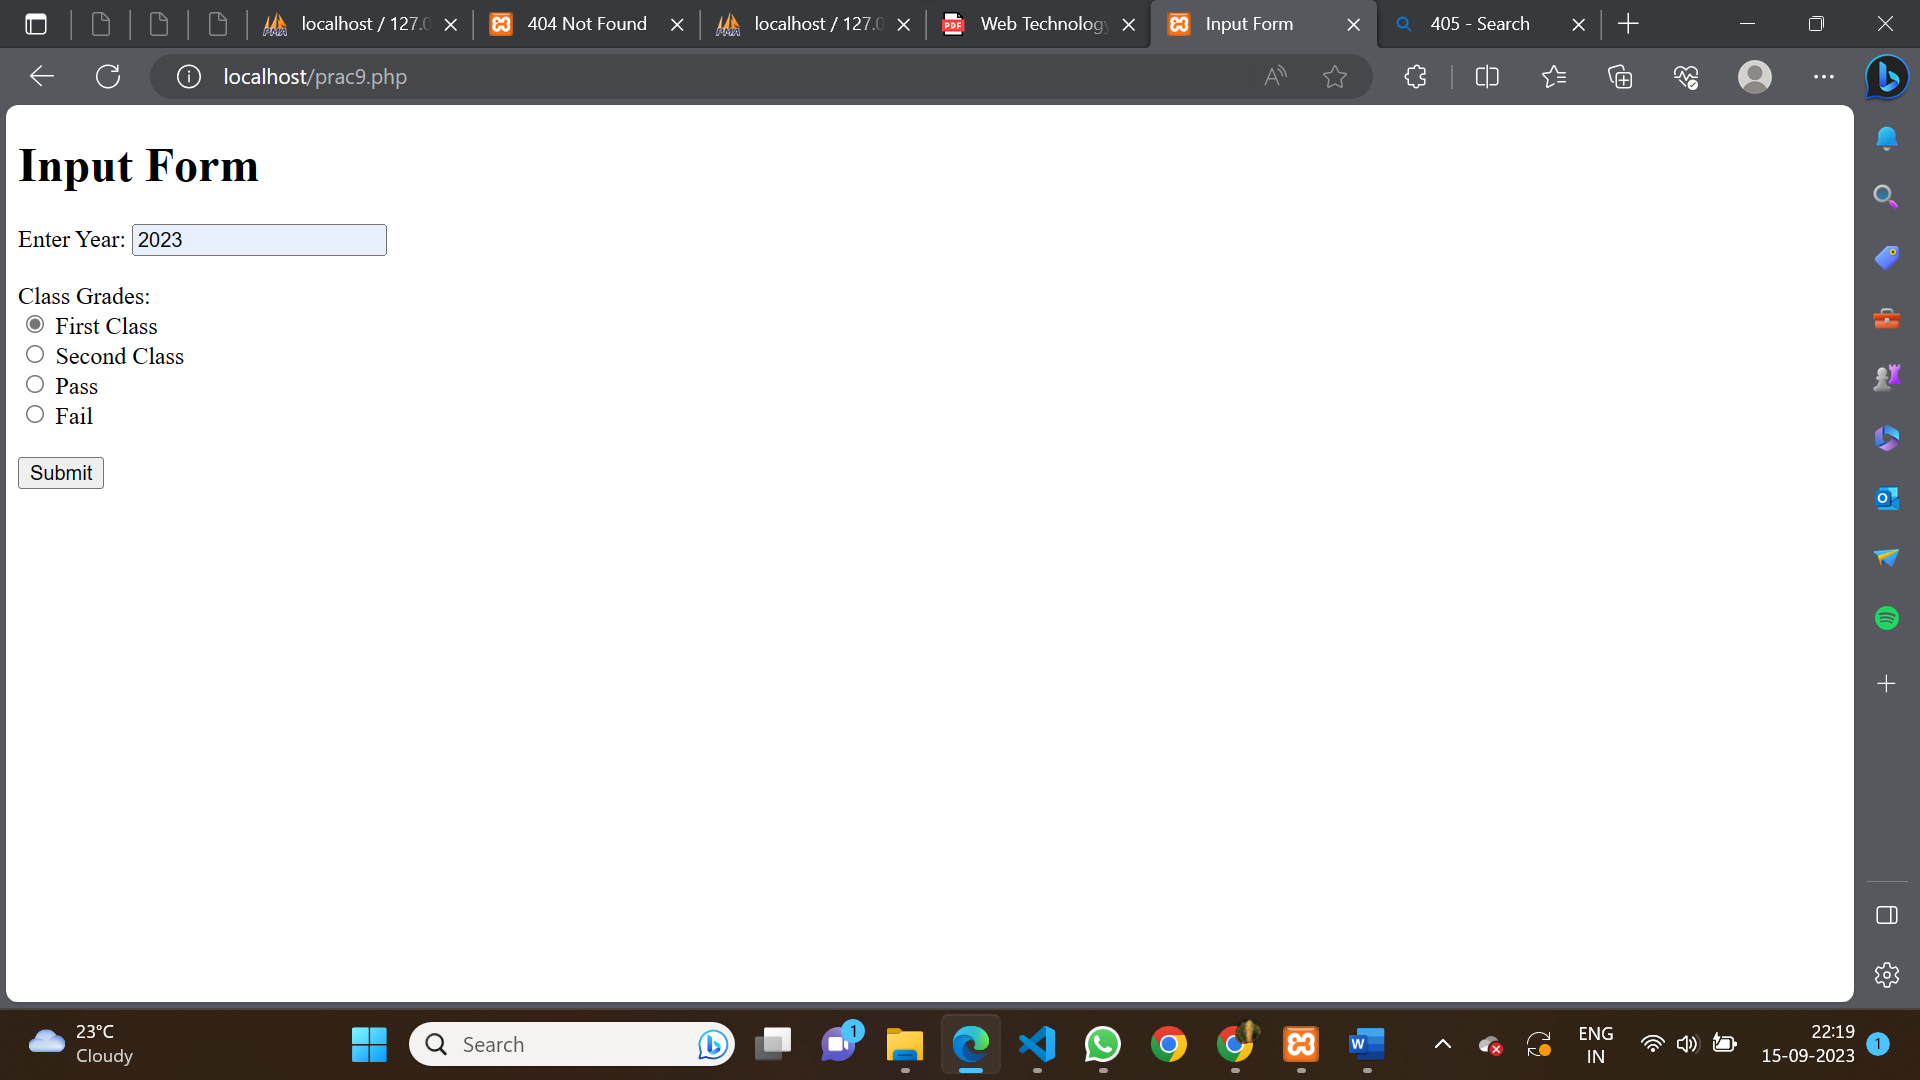 localhost / 127.0
404 Not Found
localhost / 127.0
Web Technology
Input Form
405 - Search
localhost/prac9.php
Input Form
Enter Year: 2023
Class Grades:
First Class
Second Class
Pass
Fail
Submit
23°C
Cloudy
Search
1
ENG
IN
22:19
15-09-2023
1